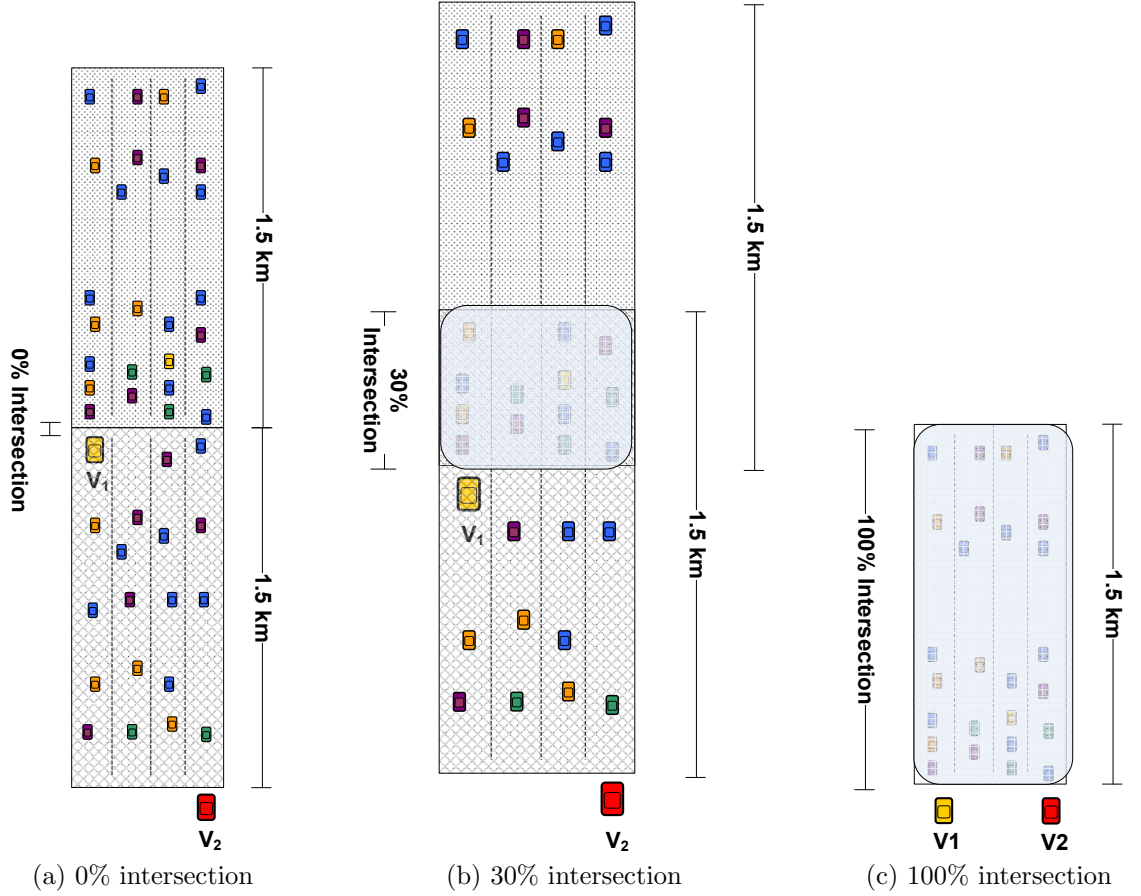 1.5 km
1.5 km
0% Intersection
V1
V2
(a) 0% intersection
1.5 km
30%
Intersection
1.5 km
V1
V2
(b) 30% intersection
100% Intersection
1.5 km
V1
V2
(c) 100% intersection